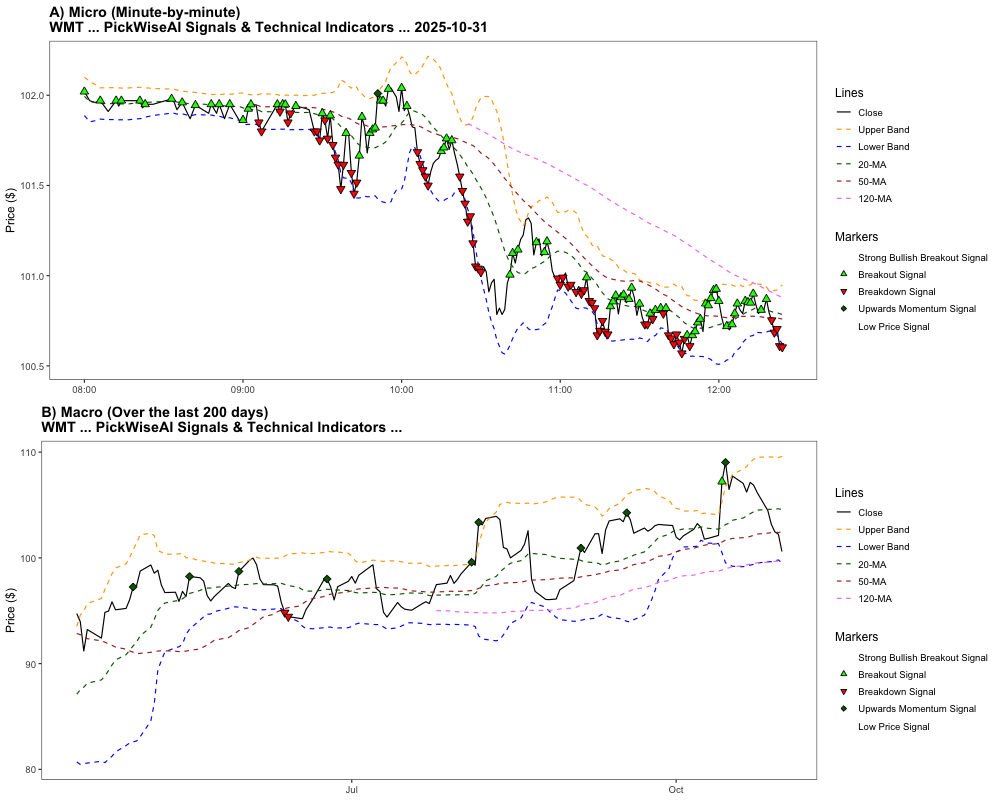 A) Micro (Minute-by-minute)
WMT ... PickWiseAI Signals & Technical Indicators ... 2025-10-31
Price ($)
102.0
101.5
101.0
100.5
08:00
09:00
10:00
11:00
12:00
Lines
Close
Upper Band
Lower Band
20-MA
50-MA
120-MA
Markers
Strong Bullish Breakout Signal
Breakout Signal
Breakdown Signal
Upwards Momentum Signal
Low Price Signal
B) Macro (Over the last 200 days)
WMT ... PickWiseAI Signals & Technical Indicators ...
Price ($)
110
100
90
80
Jul
Oct
Lines
Close
Upper Band
Lower Band
20-MA
50-MA
120-MA
Markers
Strong Bullish Breakout Signal
Breakout Signal
Breakdown Signal
Upwards Momentum Signal
Low Price Signal